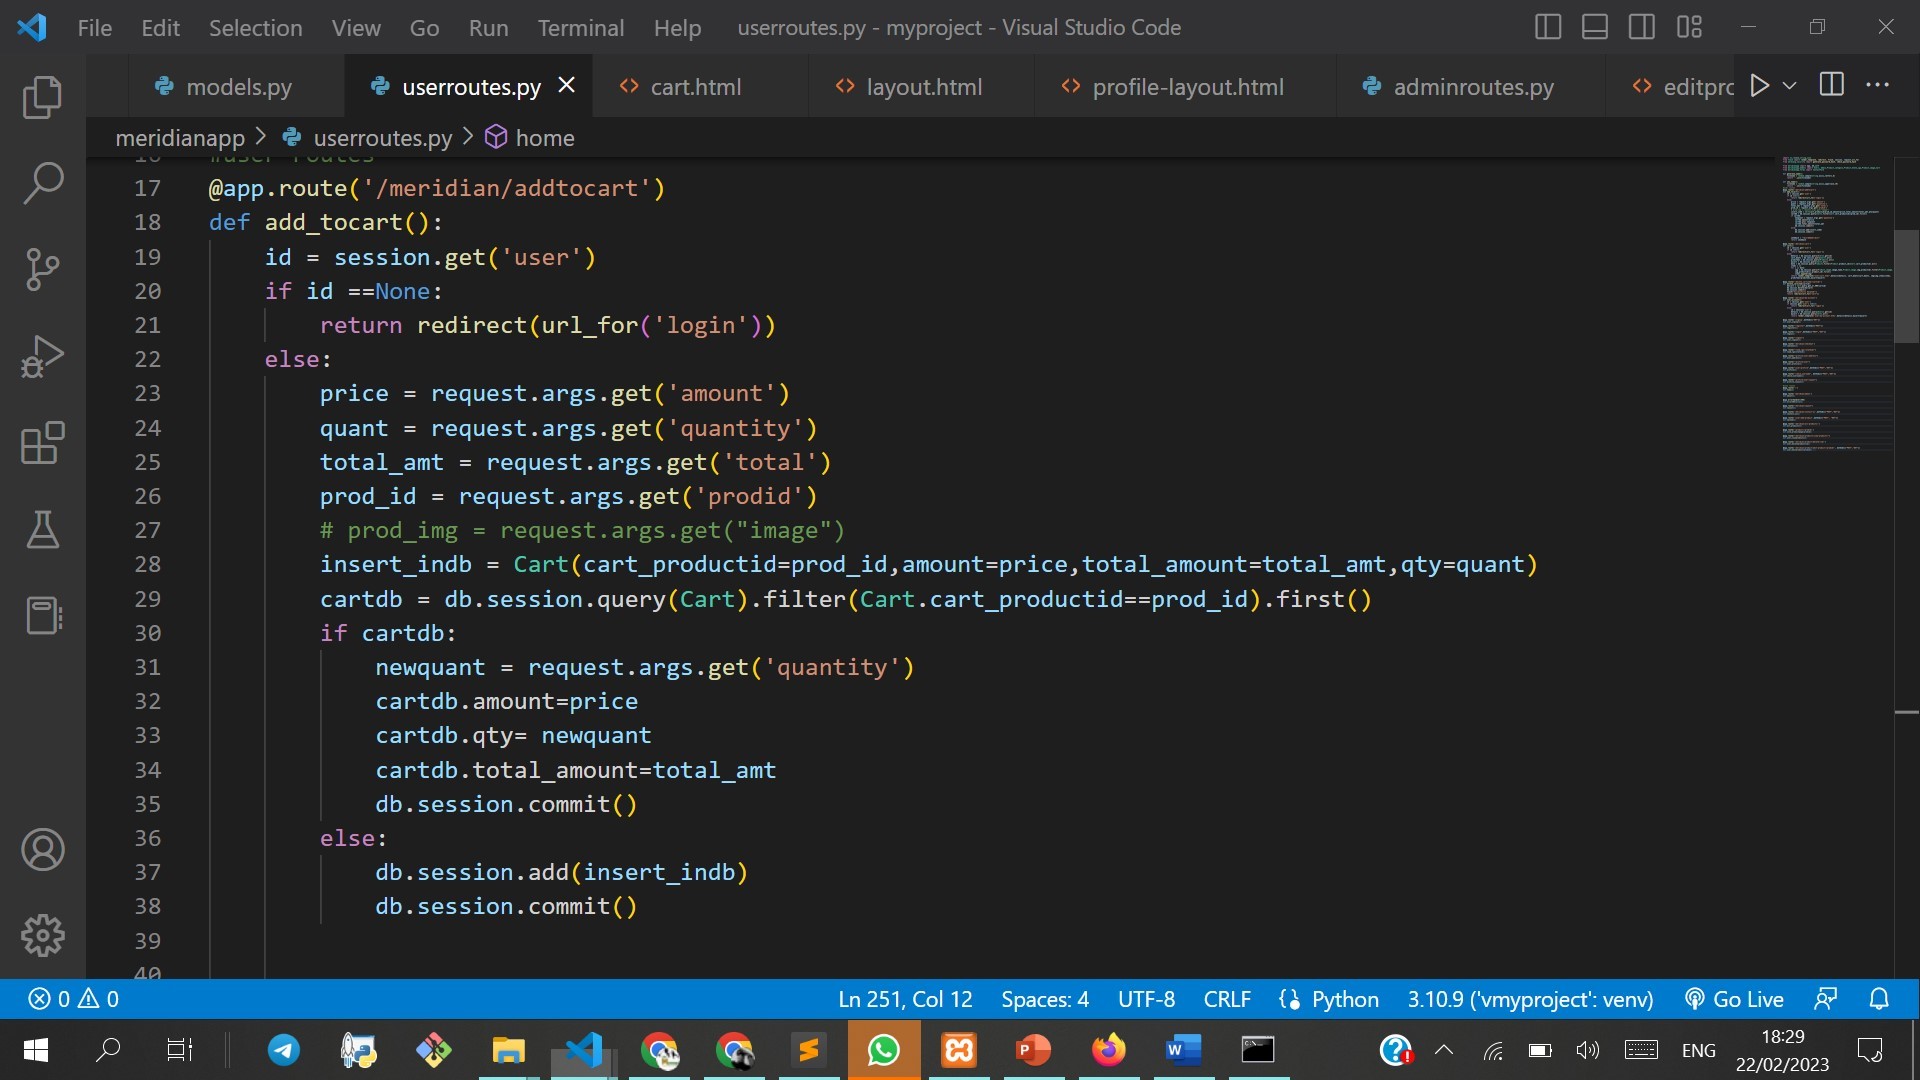 File Edit Selection View Go Run Terminal Help userroutes.py - myproject - Visual Studio Code
models.py userroutes.py cart.html layout.html profile-layout.html adminroutes.py editpro
meridianapp > userroutes.py > home
16 #user routes
17 @app.route('/meridian/addtocart')
18 def add_tocart():
19 id = session.get('user')
20 if id ==None:
21 return redirect(url_for('login'))
22 else:
23 price = request.args.get('amount')
24 quant = request.args.get('quantity')
25 total_amt = request.args.get('total')
26 prod_id = request.args.get('prodid')
27 # prod_img = request.args.get("image")
28 insert_indb = Cart(cart_productid=prod_id,amount=price,total_amount=total_amt,qty=quant)
29 cartdb = db.session.query(Cart).filter(Cart.cart_productid==prod_id).first()
30 if cartdb:
31 newquant = request.args.get('quantity')
32 cartdb.amount=price
33 cartdb.qty= newquant
34 cartdb.total_amount=total_amt
35 db.session.commit()
36 else:
37 db.session.add(insert_indb)
38 db.session.commit()
39
40
0 0 Ln 251, Col 12 Spaces: 4 UTF-8 CRLF Python 3.10.9 ('vmyproject': venv) Go Live
ENG 18:29
22/02/2023